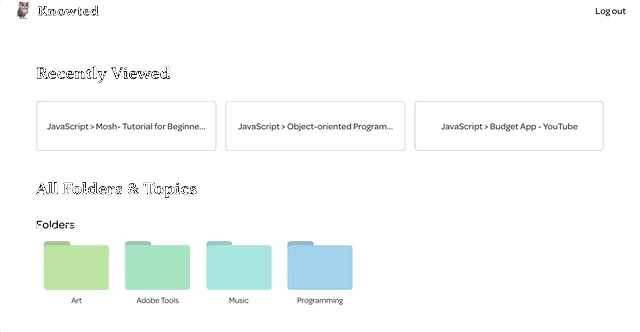 Knowted
Log out
Recently Viewed
JavaScript > Mosh- Tutorial for Beginne...
JavaScript > Object-oriented Program...
JavaScript > Budget App - YouTube
All Folders & Topics
Folders
Art
Adobe Tools
Music
Programming